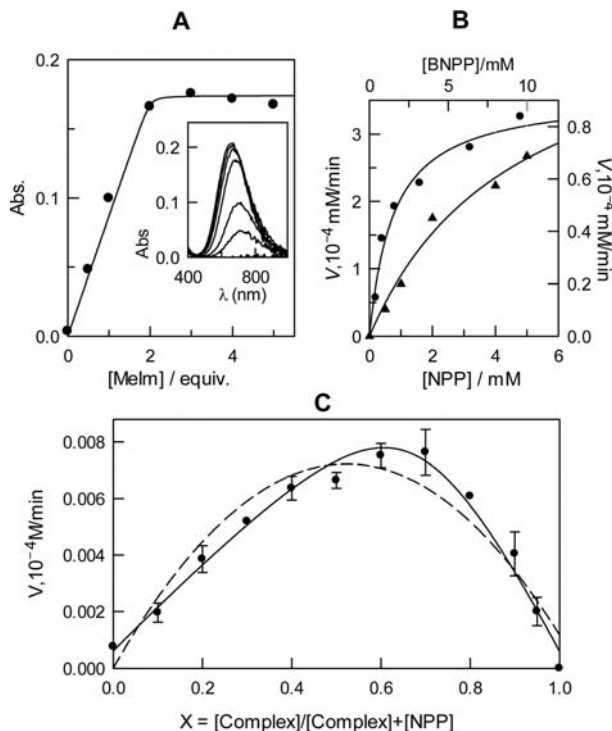 A
0.2
0.1
0.0
Abs.
0 2 4
[MeIm] / equiv.
0.2
0.1
0.0
Abs
400 800
λ (nm)
B
[BNPP]/mM
0 5 10
3
2
1
0
V,10⁻⁴ mM/min
0.8
0.6
0.4
0.2
0.0
V,10⁻⁴ mM/min
0 2 4 6
[NPP] / mM
C
0.008
0.006
0.004
0.002
0.000
V,10⁻⁴M/min
0.0 0.2 0.4 0.6 0.8 1.0
X = [Complex]/[Complex]+[NPP]